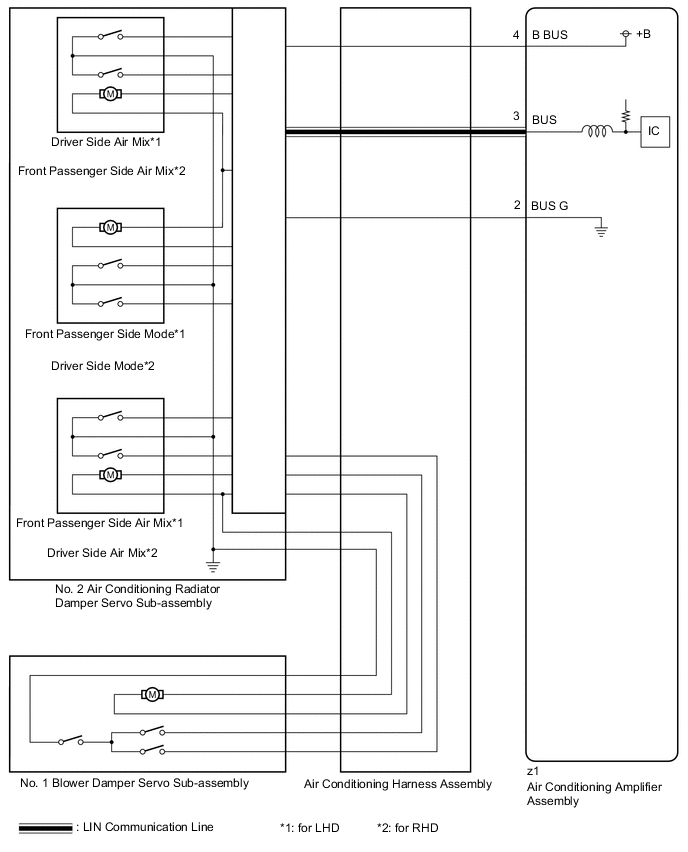 4 B BUS
+B
M
Driver Side Air Mix*1
3 BUS
IC
Front Passenger Side Air Mix*2
2 BUS G
M
Front Passenger Side Mode*1
Driver Side Mode*2
M
Front Passenger Side Air Mix*1
Driver Side Air Mix*2
No. 2 Air Conditioning Radiator
Damper Servo Sub-assembly
M
No. 1 Blower Damper Servo Sub-assembly
Air Conditioning Harness Assembly
z1
Air Conditioning Amplifier
Assembly
: LIN Communication Line
*1: for LHD
*2: for RHD